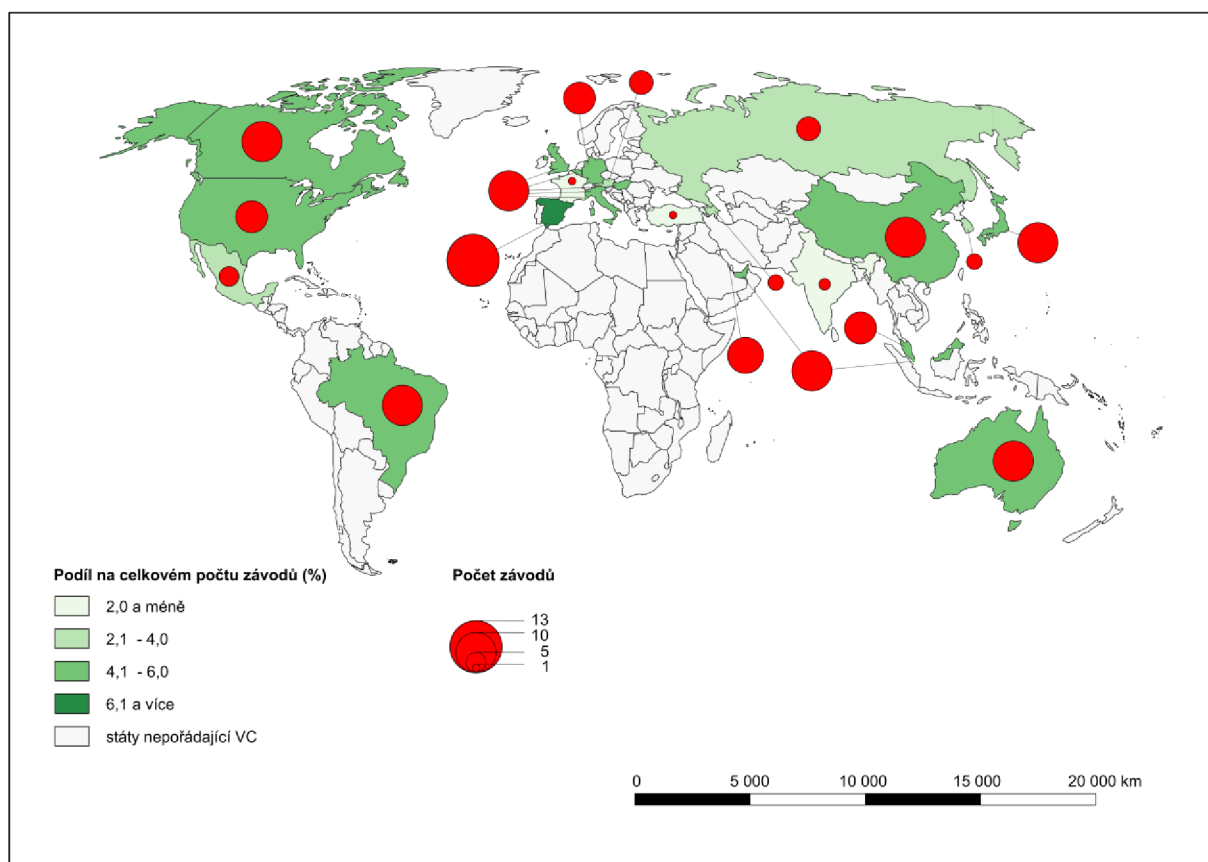 Podíl na celkovém počtu závodů (%)
2,0 a méně
2,1 - 4,0
4,1 - 6,0
6,1 a více
státy nepořádající VC
Počet závodů
13
10
5
1
0 5 000 10 000 15 000 20 000 km